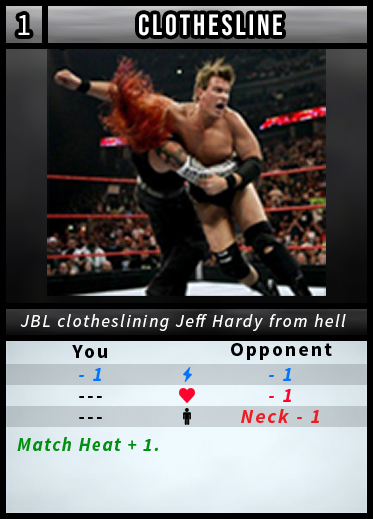 1 CLOTHESLINE
JBL clotheslining Jeff Hardy from hell
You Opponent
- 1 - 1
--- - 1
--- Neck - 1
Match Heat + 1.